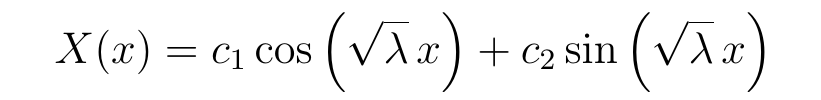 X(x) = c₁ cos(√λ x) + c₂ sin(√λ x)